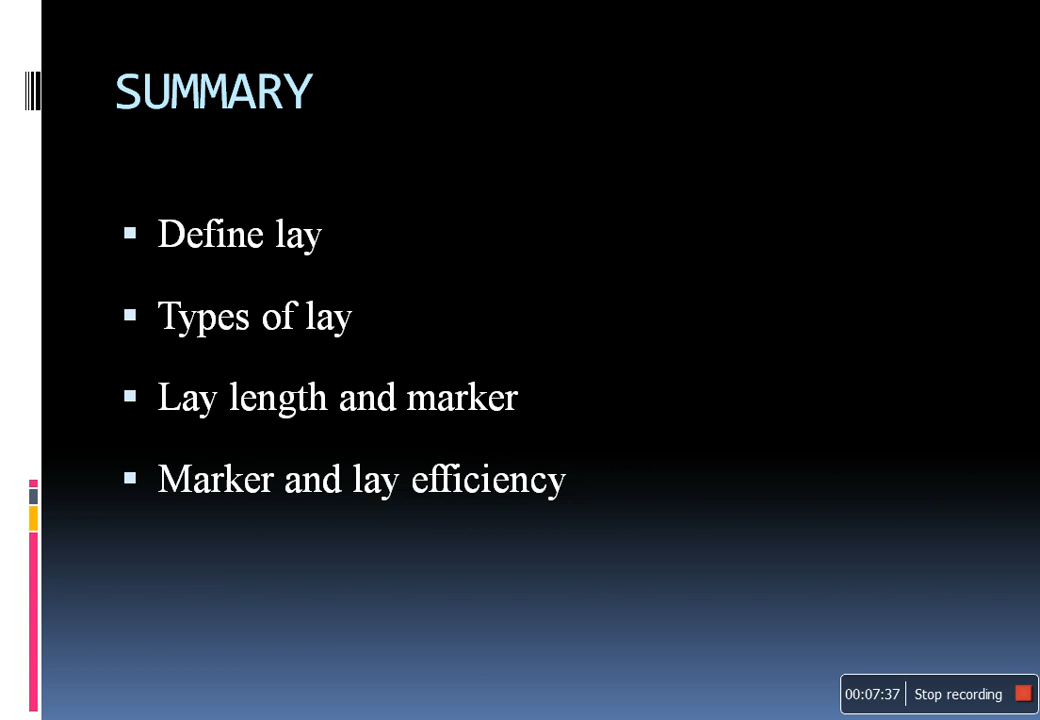 SUMMARY
Define lay
Types of lay
Lay length and marker
Marker and lay efficiency
00:07:37 Stop recording